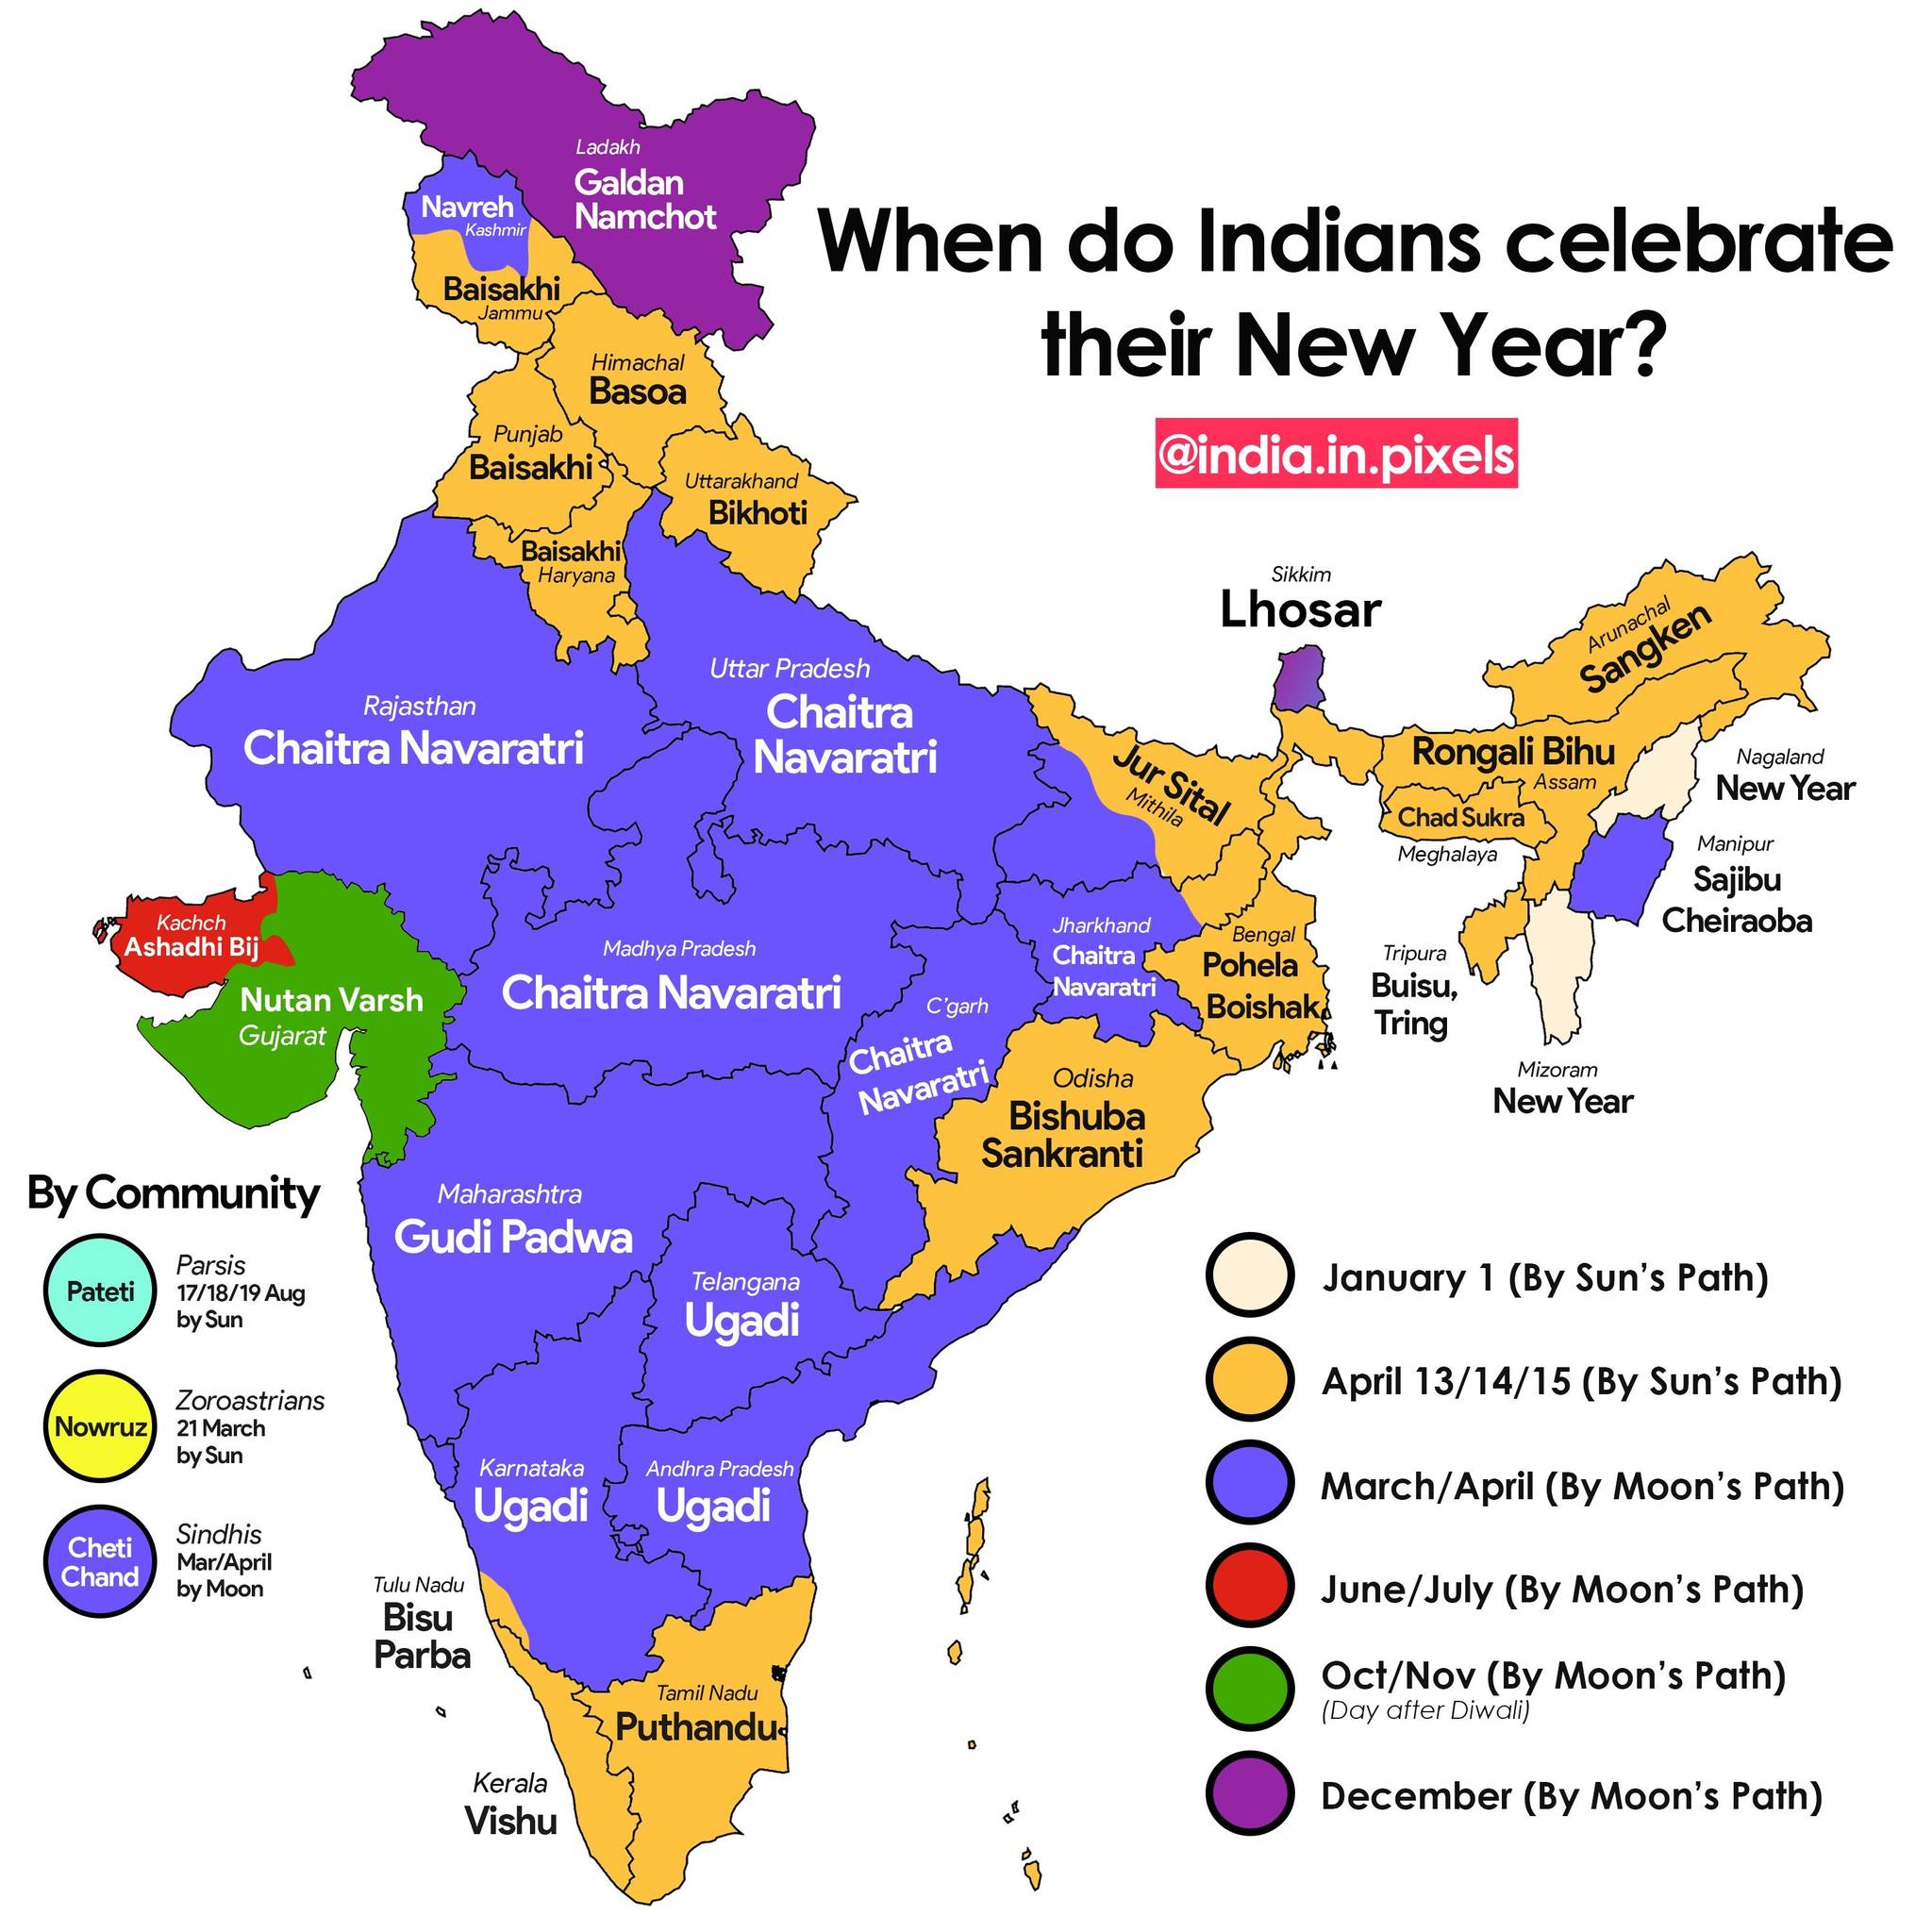 When do Indians celebrate
their New Year?
@india.in.pixels
Ladakh
Galdan
Namchot
Navreh
Kashmir
Baisakhi
Jammu
Himachal
Basoa
Punjab
Baisakhi
Uttarakhand
Bikhoti
Baisakhi
Haryana
Rajasthan
Chaitra Navaratri
Uttar Pradesh
Chaitra
Navaratri
Sikkim
Lhosar
Arunachal
Sangken
Jur Sital
Mithila
Rongali Bihu
Assam
Nagaland
New Year
Chad Sukra
Meghalaya
Manipur
Sajibu
Cheiraoba
Kachch
Ashadhi Bij
Nutan Varsh
Gujarat
Madhya Pradesh
Chaitra Navaratri
Jharkhand
Chaitra
Navaratri
Bengal
Pohela
Boishak
Tripura
Buisu,
Tring
Mizoram
New Year
C'garh
Chaitra
Navaratri
Odisha
Bishuba
Sankranti
Maharashtra
Gudi Padwa
Telangana
Ugadi
Karnataka
Ugadi
Andhra Pradesh
Ugadi
Tulu Nadu
Bisu
Parba
Tamil Nadu
Puthandu
Kerala
Vishu
By Community
Pateti
Parsis
17/18/19 Aug
by Sun
Nowruz
Zoroastrians
21 March
by Sun
Cheti
Chand
Sindhis
Mar/April
by Moon
January 1 (By Sun's Path)
April 13/14/15 (By Sun's Path)
March/April (By Moon's Path)
June/July (By Moon's Path)
Oct/Nov (By Moon's Path)
(Day after Diwali)
December (By Moon's Path)